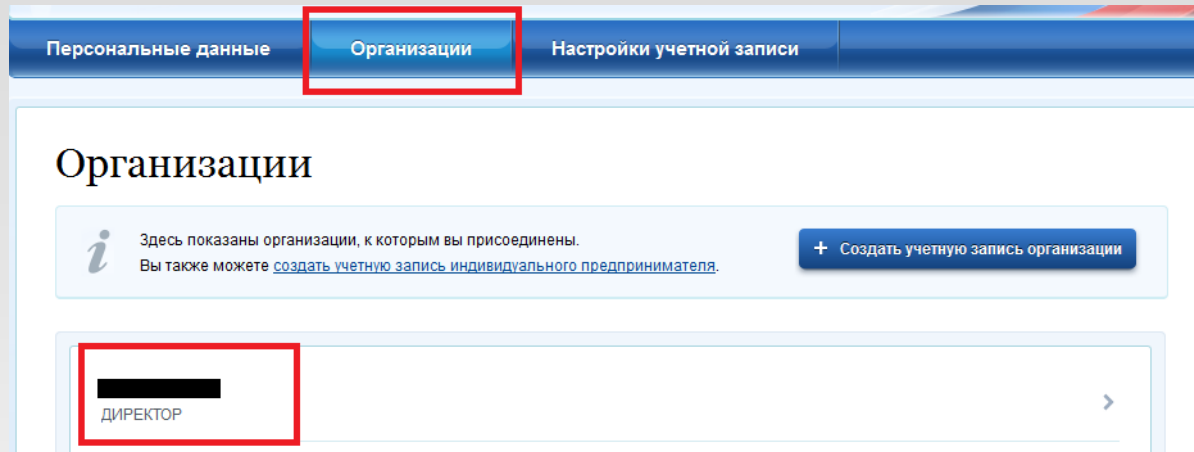 Персональные данные Организации Настройки учетной записи
Организации
Здесь показаны организации, к которым вы присоединены.
Вы также можете создать учетную запись индивидуального предпринимателя.
+ Создать учетную запись организации
ДИРЕКТОР